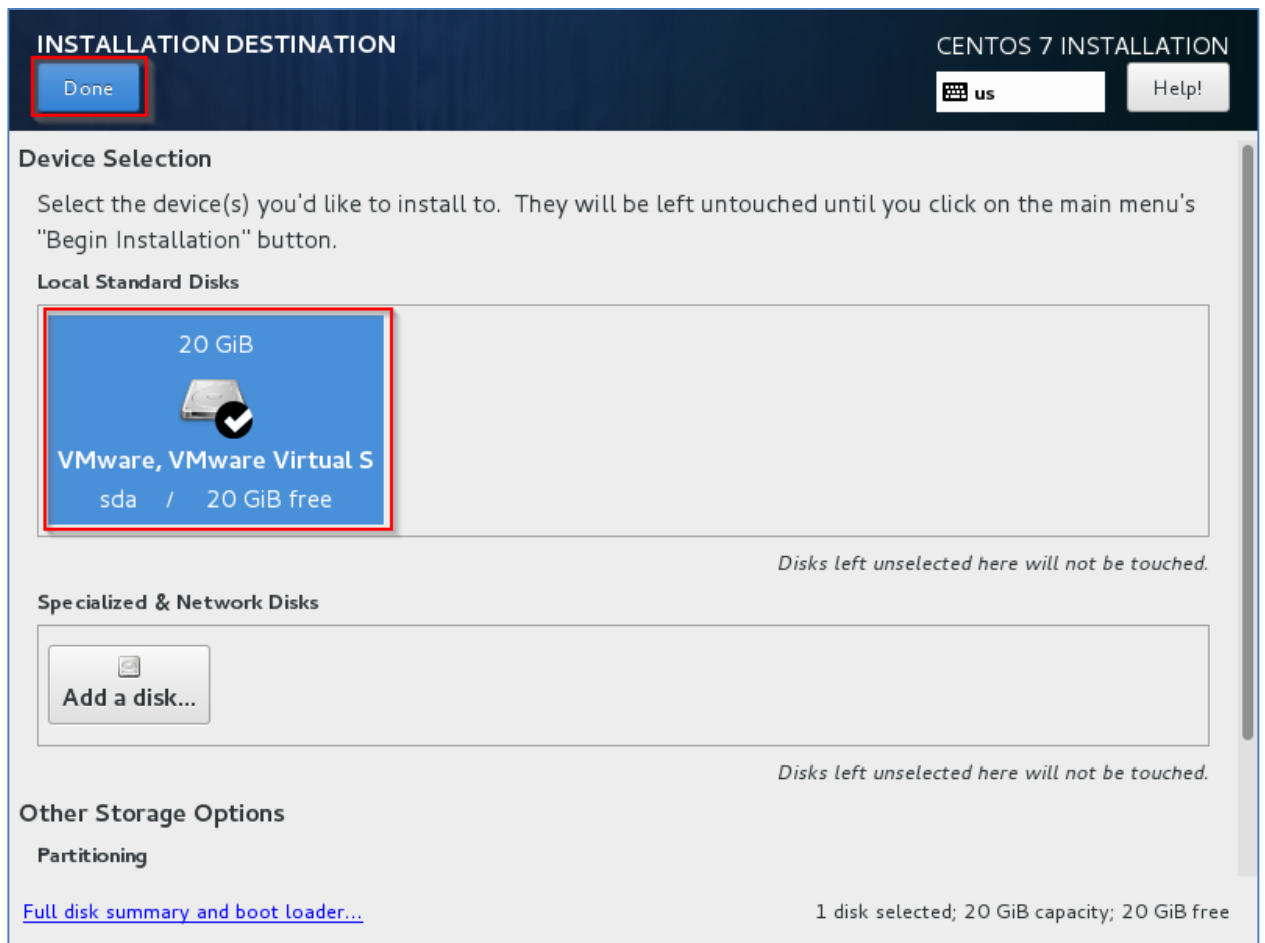 INSTALLATION DESTINATION
CENTOS 7 INSTALLATION
Done
us
Help!
Device Selection
Select the device(s) you'd like to install to. They will be left untouched until you click on the main menu's
"Begin Installation" button.
Local Standard Disks
20 GiB
VMware, VMware Virtual S
sda / 20 GiB free
Disks left unselected here will not be touched.
Specialized & Network Disks
Add a disk...
Disks left unselected here will not be touched.
Other Storage Options
Partitioning
Full disk summary and boot loader...
1 disk selected; 20 GiB capacity; 20 GiB free